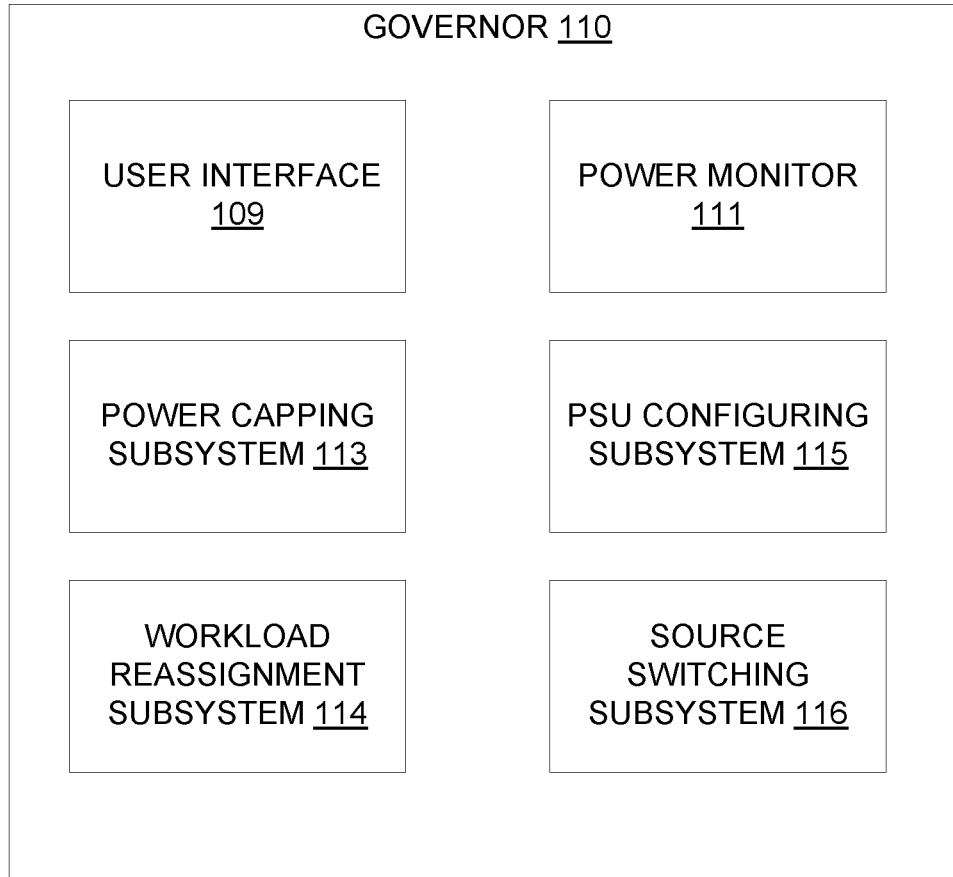 GOVERNOR 110
USER INTERFACE
109
POWER MONITOR
111
POWER CAPPING
SUBSYSTEM 113
PSU CONFIGURING
SUBSYSTEM 115
WORKLOAD
REASSIGNMENT
SUBSYSTEM 114
SOURCE
SWITCHING
SUBSYSTEM 116